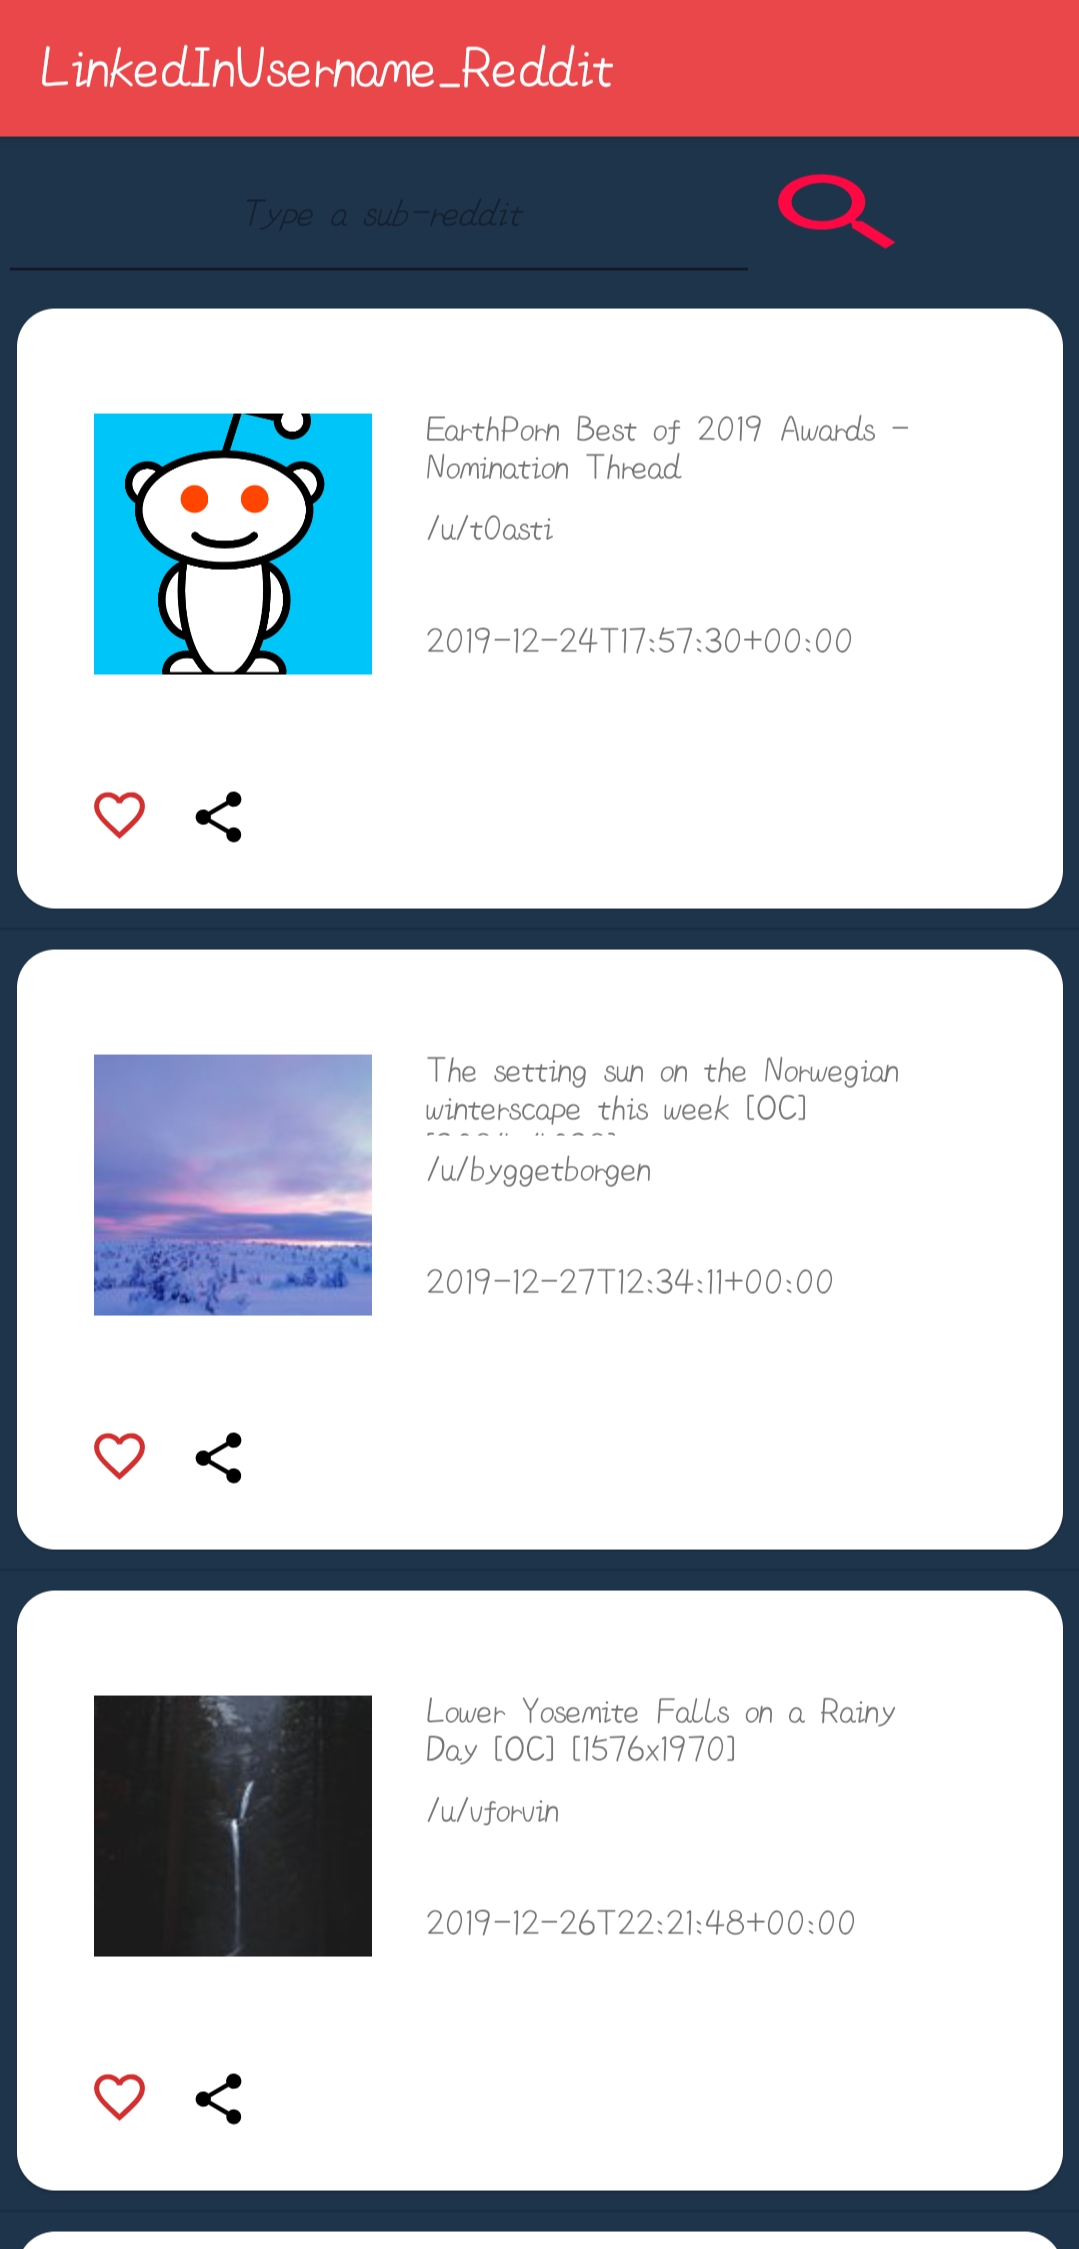 LinkedInUsername_Reddit
Type a sub-reddit
EarthPorn Best of 2019 Awards -
Nomination Thread
/u/t0asti
2019-12-24T17:57:30+00:00
The setting sun on the Norwegian
winterscape this week [OC]
/u/byggetborgen
2019-12-27T12:34:11+00:00
Lower Yosemite Falls on a Rainy
Day [OC] [1576x1970]
/u/vforvin
2019-12-26T22:21:48+00:00